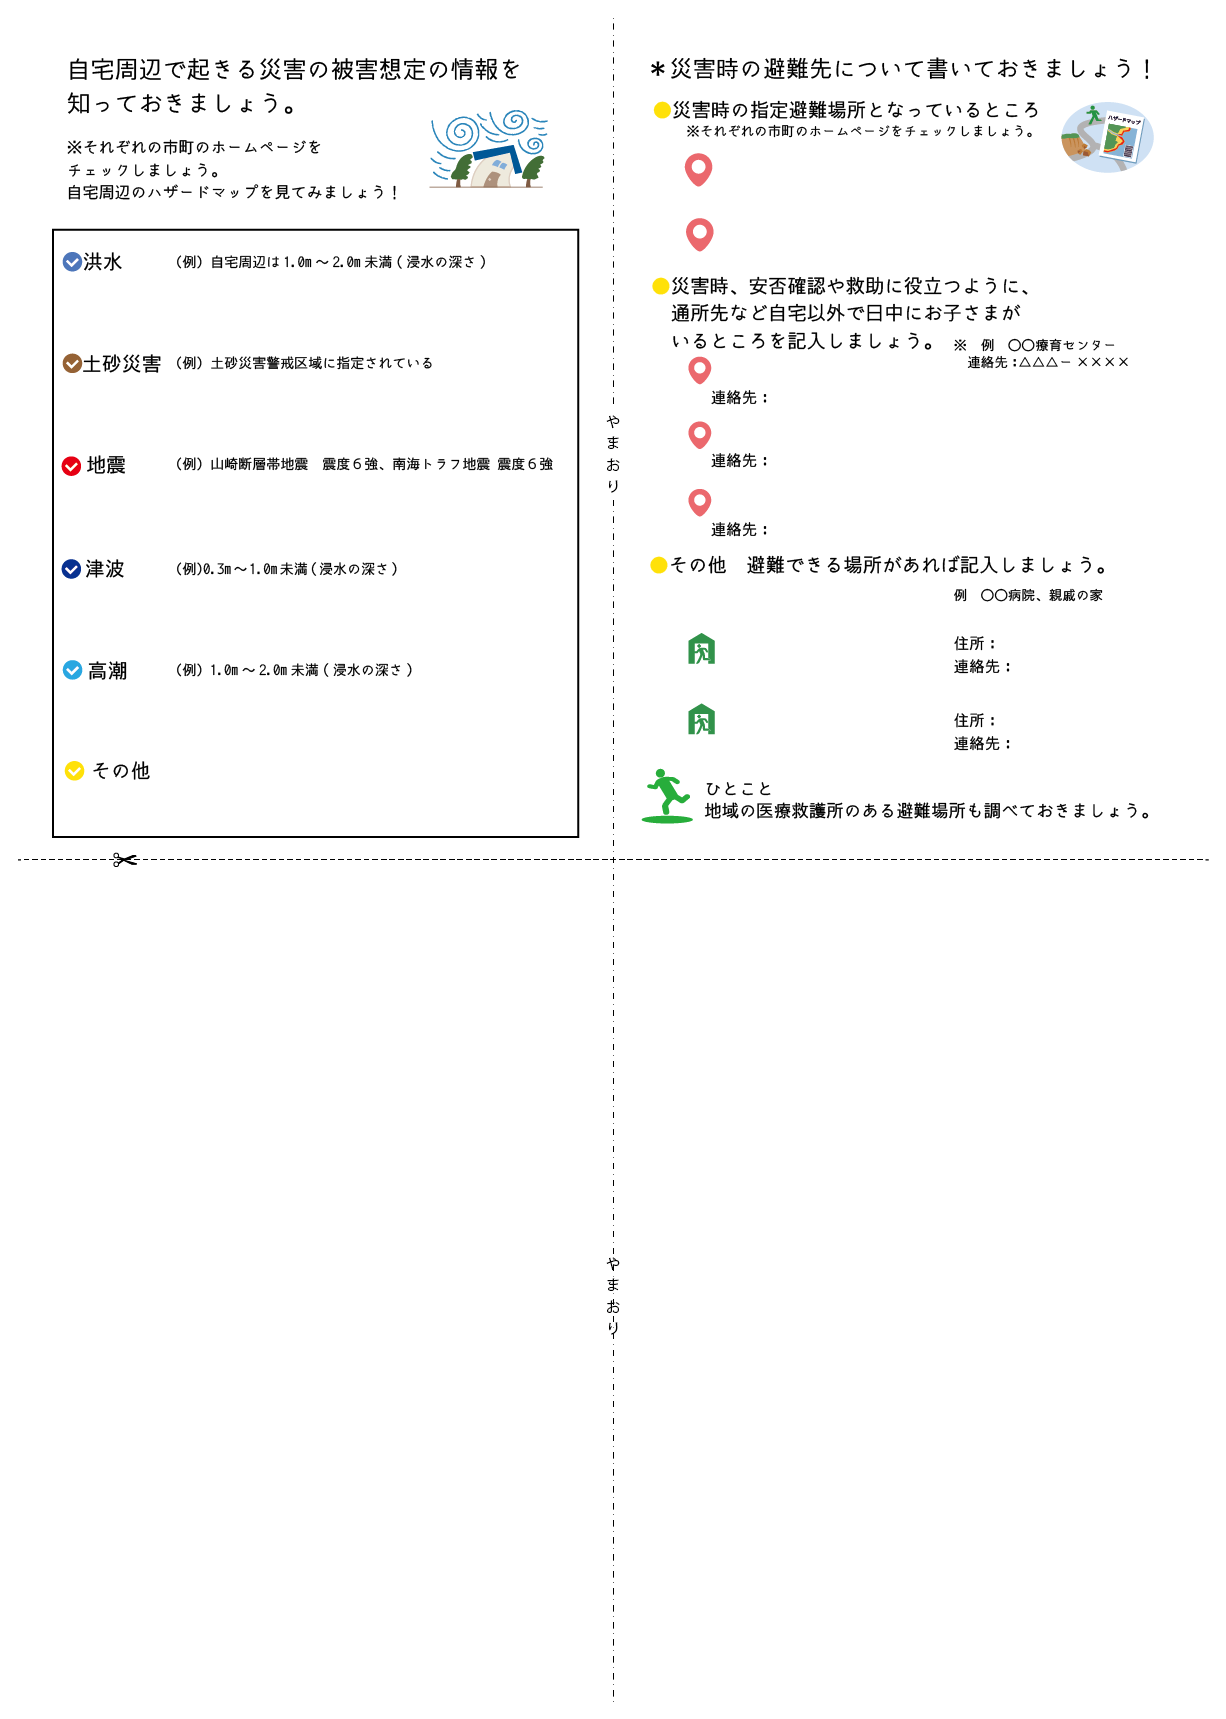 自宅周辺で起きる災害の被害想定の情報を
知っておきましょう。
※それぞれの市町のホームページを
チェックしましょう。
自宅周辺のハザードマップを見てみましょう！
洪水 （例）自宅周辺は1.0m～2.0m未満(浸水の深さ)
土砂災害 （例）土砂災害警戒区域に指定されている
地震 （例）山崎断層帯地震　震度６強、南海トラフ地震 震度６強
津波 （例)0.3m～1.0m未満(浸水の深さ)
高潮 （例）1.0m～2.0m未満(浸水の深さ)
その他
やまおり
＊災害時の避難先について書いておきましょう！
●災害時の指定避難場所となっているところ
※それぞれの市町のホームページをチェックしましょう。
ハザードマップ
●災害時、安否確認や救助に役立つように、
通所先など自宅以外で日中にお子さまが
いるところを記入しましょう。
※　例　〇〇療育センター
連絡先：△△△ー××××
連絡先：
連絡先：
連絡先：
●その他　避難できる場所があれば記入しましょう。
例　〇〇病院、親戚の家
住所：
連絡先：
住所：
連絡先：
ひとこと
地域の医療救護所のある避難場所も調べておきましょう。
やまおり